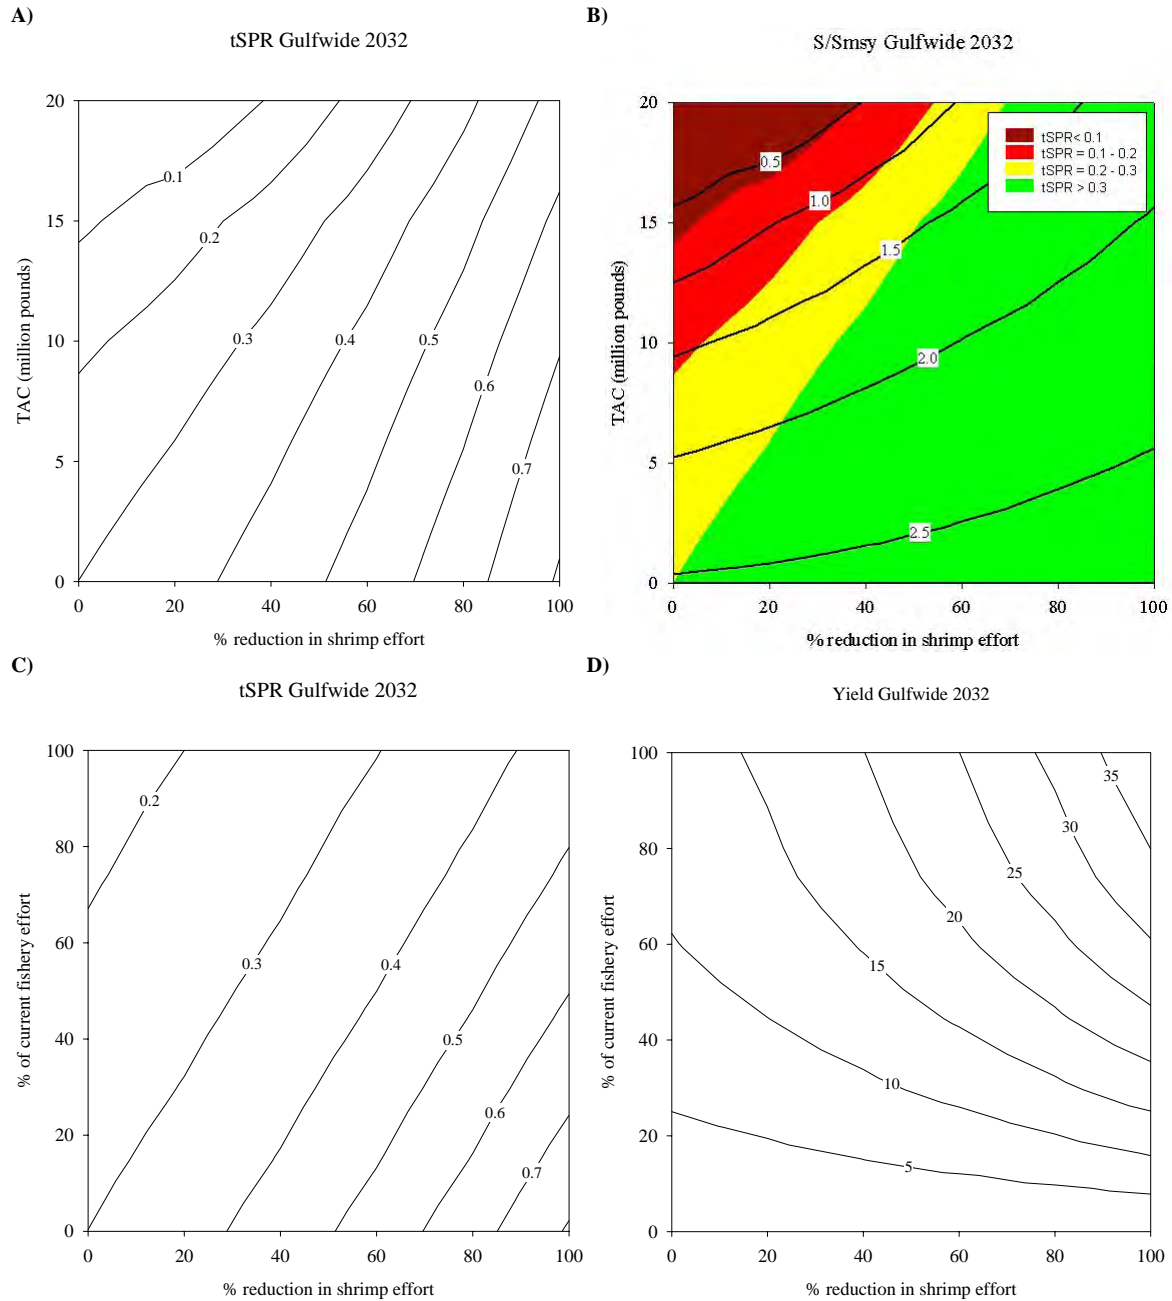 A)
tSPR Gulfwide 2032
20
15
10
5
0
TAC (million pounds)
0.1
0.2
0.3
0.4
0.5
0.6
0.7
0 20 40 60 80 100
% reduction in shrimp effort
B)
S/Smsy Gulfwide 2032
20
15
10
5
0
TAC (million pounds)
tSPR< 0.1
tSPR = 0.1 - 0.2
tSPR = 0.2 - 0.3
tSPR > 0.3
0.5
1.0
1.5
2.0
2.5
0 20 40 60 80 100
% reduction in shrimp effort
C)
tSPR Gulfwide 2032
100
80
60
40
20
0
% of current fishery effort
0.2
0.3
0.4
0.5
0.6
0.7
0 20 40 60 80 100
% reduction in shrimp effort
D)
Yield Gulfwide 2032
100
80
60
40
20
0
% of current fishery effort
35
30
25
20
15
10
5
0 20 40 60 80 100
% reduction in shrimp effort